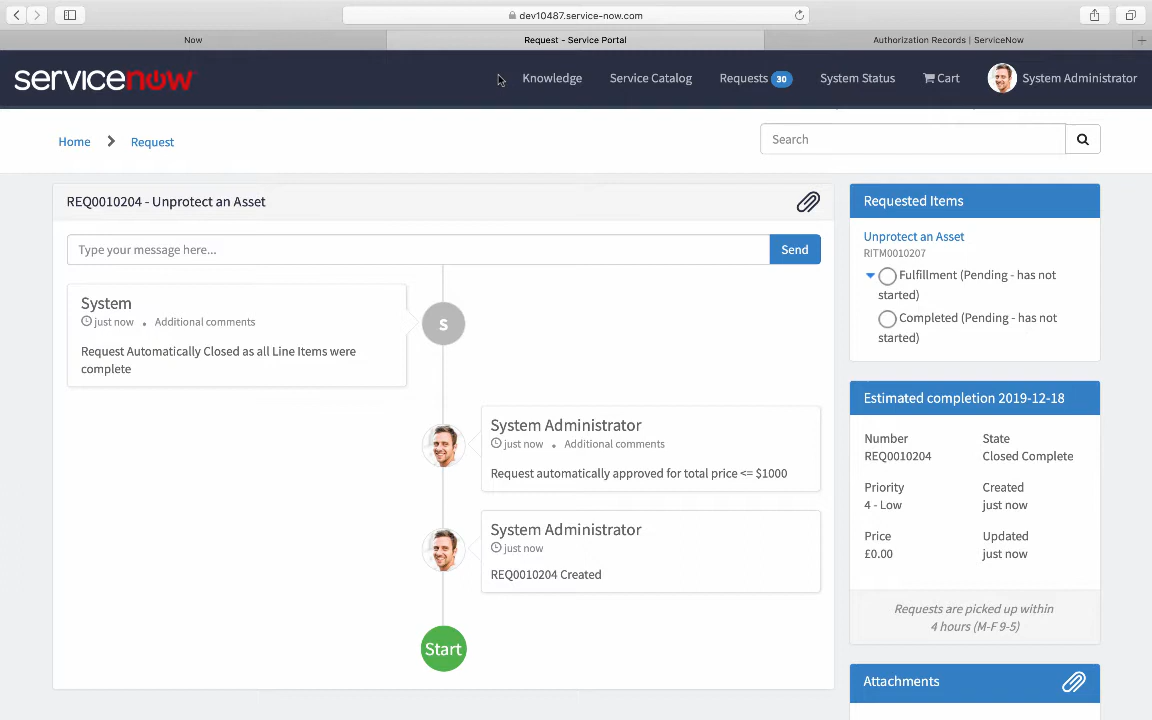 dev10487.service-now.com
Now
Request - Service Portal
Authorization Records | ServiceNow
servicenow
Knowledge
Service Catalog
Requests 30
System Status
Cart
System Administrator
Home
Request
Search
REQ0010204 - Unprotect an Asset
Type your message here...
Send
System
just now • Additional comments
Request Automatically Closed as all Line Items were
complete
S
System Administrator
just now • Additional comments
Request automatically approved for total price <= $1000
System Administrator
just now
REQ0010204 Created
Start
Requested Items
Unprotect an Asset
RITM0010207
Fulfillment (Pending - has not
started)
Completed (Pending - has not
started)
Estimated completion 2019-12-18
Number
REQ0010204
State
Closed Complete
Priority
4 - Low
Created
just now
Price
£0.00
Updated
just now
Requests are picked up within
4 hours (M-F 9-5)
Attachments